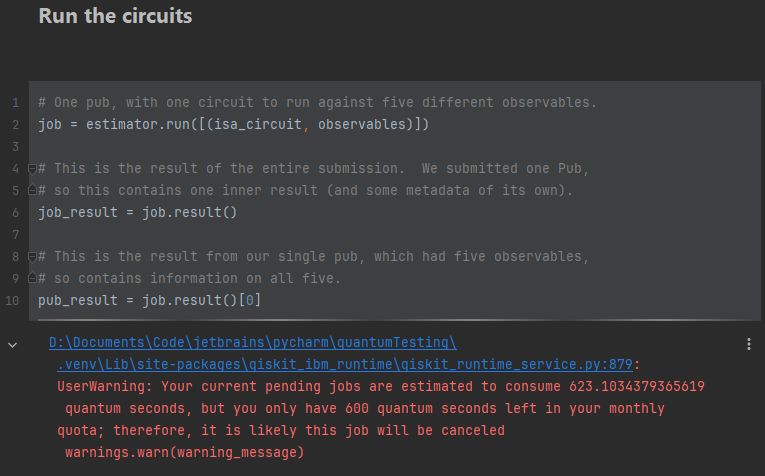 Run the circuits
1 # One pub, with one circuit to run against five different observables.
2 job = estimator.run([(isa_circuit, observables)])
3
4 # This is the result of the entire submission.  We submitted one Pub,
5 # so this contains one inner result (and some metadata of its own).
6 job_result = job.result()
7
8 # This is the result from our single pub, which had five observables,
9 # so contains information on all five.
10 pub_result = job.result()[0]
D:\Documents\Code\jetbrains\pycharm\quantumTesting\
.venv\Lib\site-packages\qiskit_ibm_runtime\qiskit_runtime_service.py:879:
UserWarning: Your current pending jobs are estimated to consume 623.1034379365619
quantum seconds, but you only have 600 quantum seconds left in your monthly
quota; therefore, it is likely this job will be canceled
warnings.warn(warning_message)